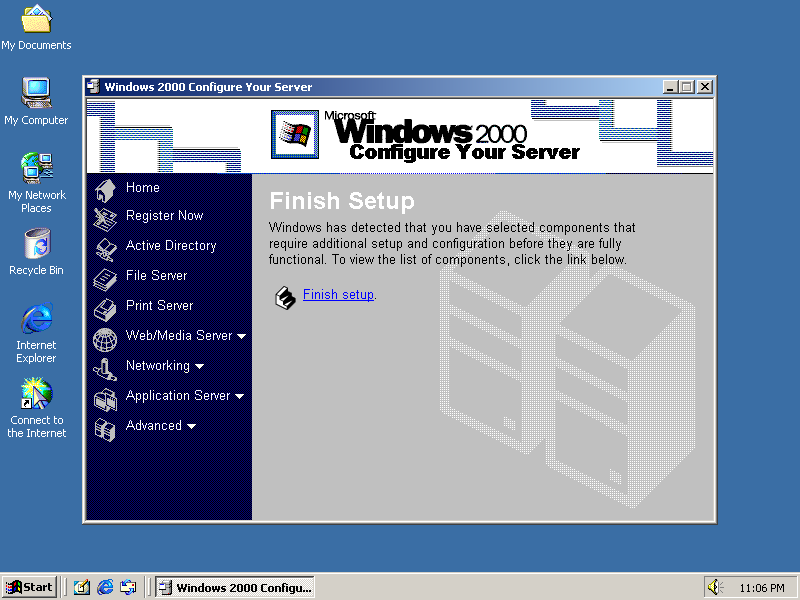 My Documents
My Computer
My Network
Places
Recycle Bin
Internet
Explorer
Connect to
the Internet
Windows 2000 Configure Your Server
Microsoft
Windows 2000
Configure Your Server
Home
Register Now
Active Directory
File Server
Print Server
Web/Media Server
Networking
Application Server
Advanced
Finish Setup
Windows has detected that you have selected components that
require additional setup and configuration before they are fully
functional. To view the list of components, click the link below.
Finish setup.
Start
Windows 2000 Configu...
11:06 PM